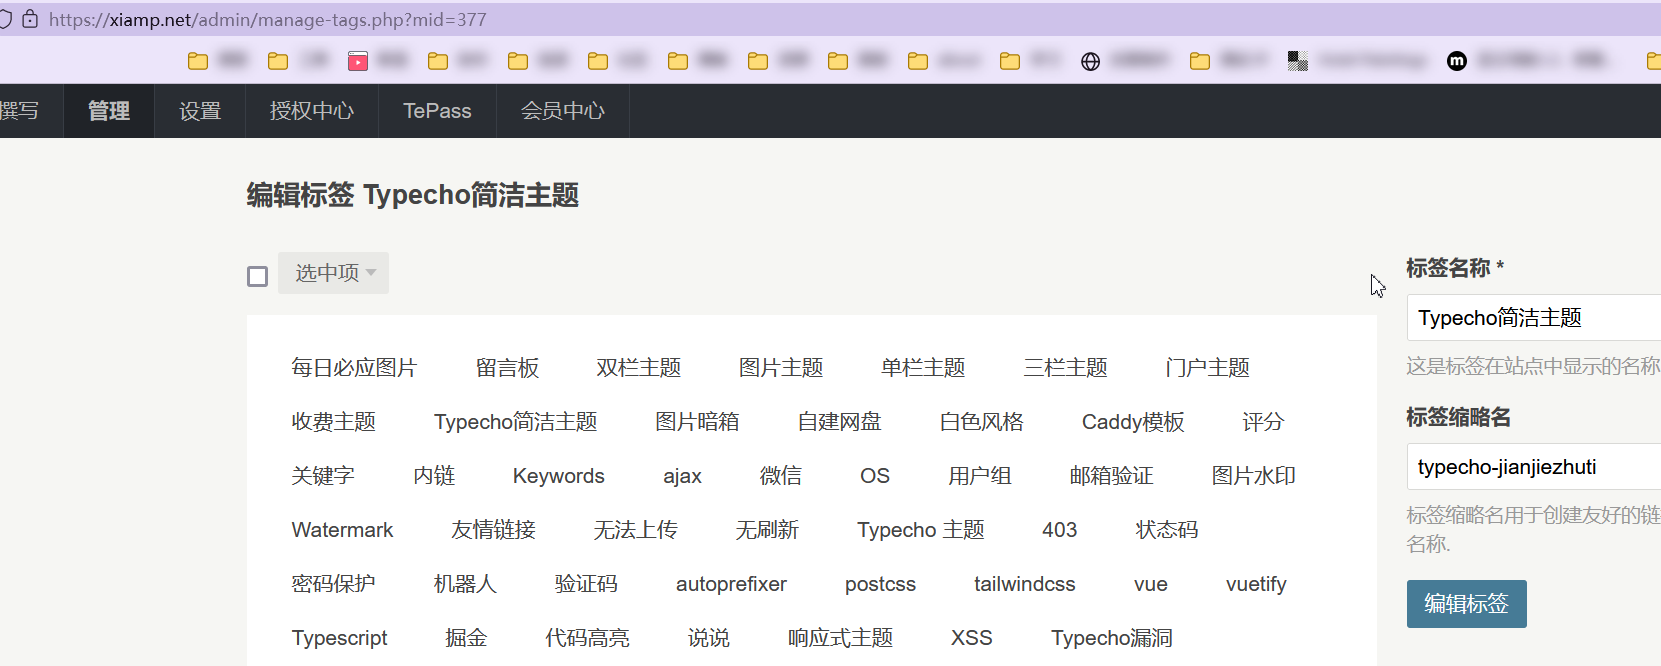 https://xiamp.net/admin/manage-tags.php?mid=377
撰写 管理 设置 授权中心 TePass 会员中心
编辑标签 Typecho简洁主题
选中项
每日必应图片 留言板 双栏主题 图片主题 单栏主题 三栏主题 门户主题
收费主题 Typecho简洁主题 图片暗箱 自建网盘 白色风格 Caddy模板 评分
关键字 内链 Keywords ajax 微信 OS 用户组 邮箱验证 图片水印
Watermark 友情链接 无法上传 无刷新 Typecho 主题 403 状态码
密码保护 机器人 验证码 autoprefixer postcss tailwindcss vue vuetify
Typescript 掘金 代码高亮 说说 响应式主题 XSS Typecho漏洞
标签名称 *
Typecho简洁主题
这是标签在站点中显示的名称
标签缩略名
typecho-jianjiezhuti
标签缩略名用于创建友好的链
名称.
编辑标签